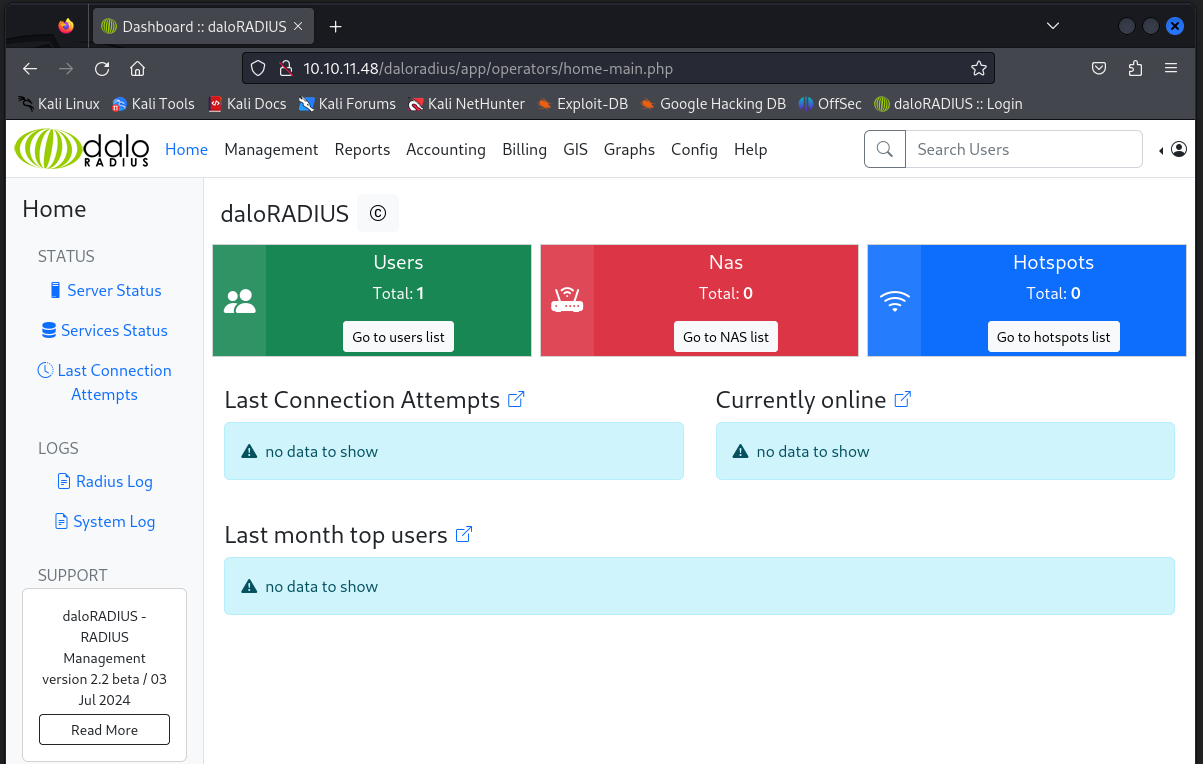 Dashboard :: daloRADIUS
10.10.11.48/daloradius/app/operators/home-main.php
Kali Linux Kali Tools Kali Docs Kali Forums Kali NetHunter Exploit-DB Google Hacking DB OffSec daloRADIUS :: Login
dalo RADIUS Home Management Reports Accounting Billing GIS Graphs Config Help Search Users
Home
STATUS
Server Status
Services Status
Last Connection
Attempts
LOGS
Radius Log
System Log
SUPPORT
daloRADIUS -
RADIUS
Management
version 2.2 beta / 03
Jul 2024
Read More
daloRADIUS ©
Users
Total: 1
Go to users list
Nas
Total: 0
Go to NAS list
Hotspots
Total: 0
Go to hotspots list
Last Connection Attempts
no data to show
Currently online
no data to show
Last month top users
no data to show